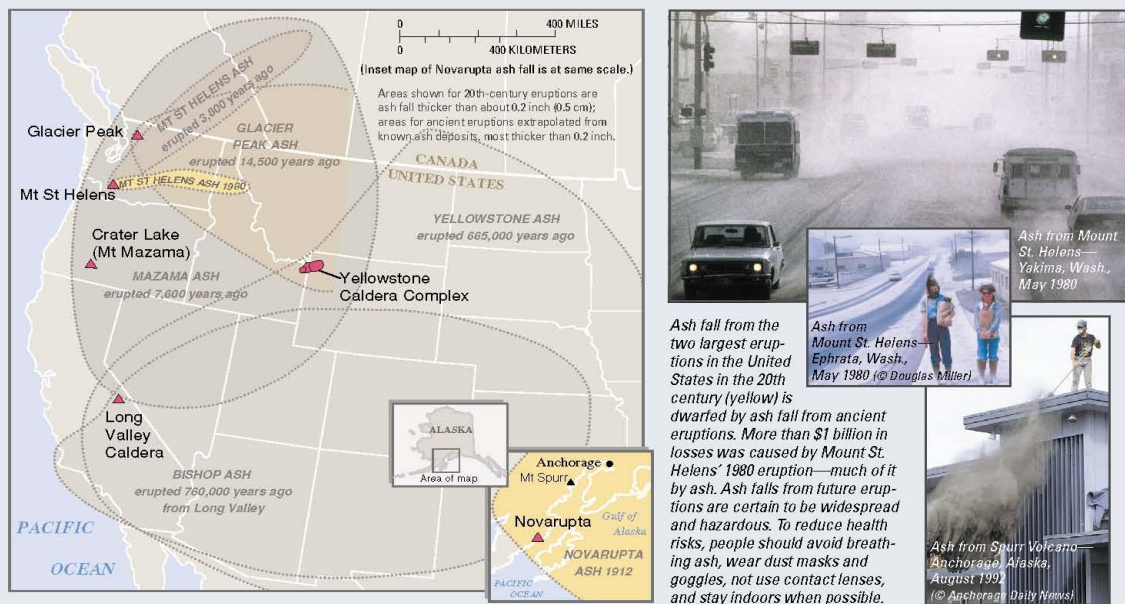 0 400 MILES
0 400 KILOMETERS
(Inset map of Novarupta ash fall is at same scale.)
Areas shown for 20th-century eruptions are
ash fall thicker than about 0.2 inch (0.5 cm);
areas for ancient eruptions extrapolated from
known ash deposits, most thicker than 0.2 inch.
MT ST HELENS ASH
erupted 3,600 years ago
Glacier Peak
GLACIER
PEAK ASH
erupted 14,500 years ago
CANADA
UNITED STATES
MT ST HELENS ASH 1980
Mt St Helens
YELLOWSTONE ASH
erupted 665,000 years ago
Crater Lake
(Mt Mazama)
MAZAMA ASH
erupted 7,600 years ago
Yellowstone
Caldera Complex
Long
Valley
Caldera
BISHOP ASH
erupted 760,000 years ago
from Long Valley
PACIFIC
OCEAN
ALASKA
Area of map
Anchorage
Mt Spurr
Novarupta
Gulf of
Alaska
NOVARUPTA
ASH 1912
PACIFIC
OCEAN
Ash from Mount
St. Helens—
Yakima, Wash.,
May 1980
Ash from
Mount St. Helens—
Ephrata, Wash.,
May 1980 (© Douglas Miller)
Ash fall from the
two largest erup-
tions in the United
States in the 20th
century (yellow) is
dwarfed by ash fall from ancient
eruptions. More than $1 billion in
losses was caused by Mount St.
Helens' 1980 eruption—much of it
by ash. Ash falls from future erup-
tions are certain to be widespread
and hazardous. To reduce health
risks, people should avoid breath-
ing ash, wear dust masks and
goggles, not use contact lenses,
and stay indoors when possible.
Ash from Spurr Volcano—
Anchorage, Alaska,
August 1992
(© Anchorage Daily News)